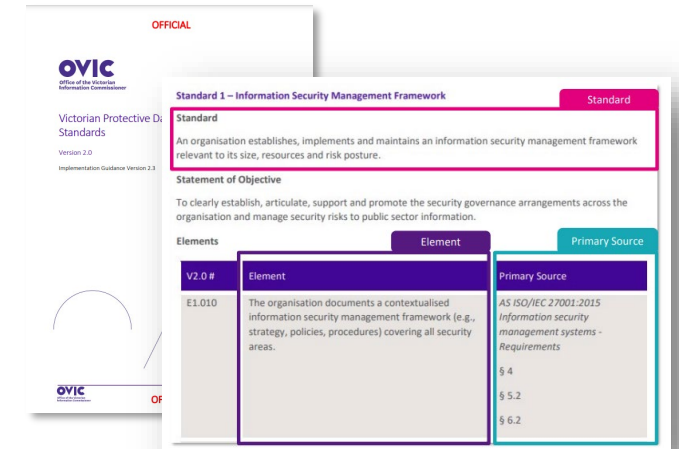 OFFICIAL
OVIC
Office of the Victorian
Information Commissioner
Victorian Protective Da
Standards
Version 2.0
Implementation Guidance Version 2.3
OVIC
OF
Standard 1 – Information Security Management Framework
Standard
Standard
An organisation establishes, implements and maintains an information security management framework
relevant to its size, resources and risk posture.
Statement of Objective
To clearly establish, articulate, support and promote the security governance arrangements across the
organisation and manage security risks to public sector information.
Elements
Element
Primary Source
V2.0 #
Element
Primary Source
E1.010
The organisation documents a contextualised
information security management framework (e.g.,
strategy, policies, procedures) covering all security
areas.
AS ISO/IEC 27001:2015
Information security
management systems -
Requirements
§ 4
§ 5.2
§ 6.2